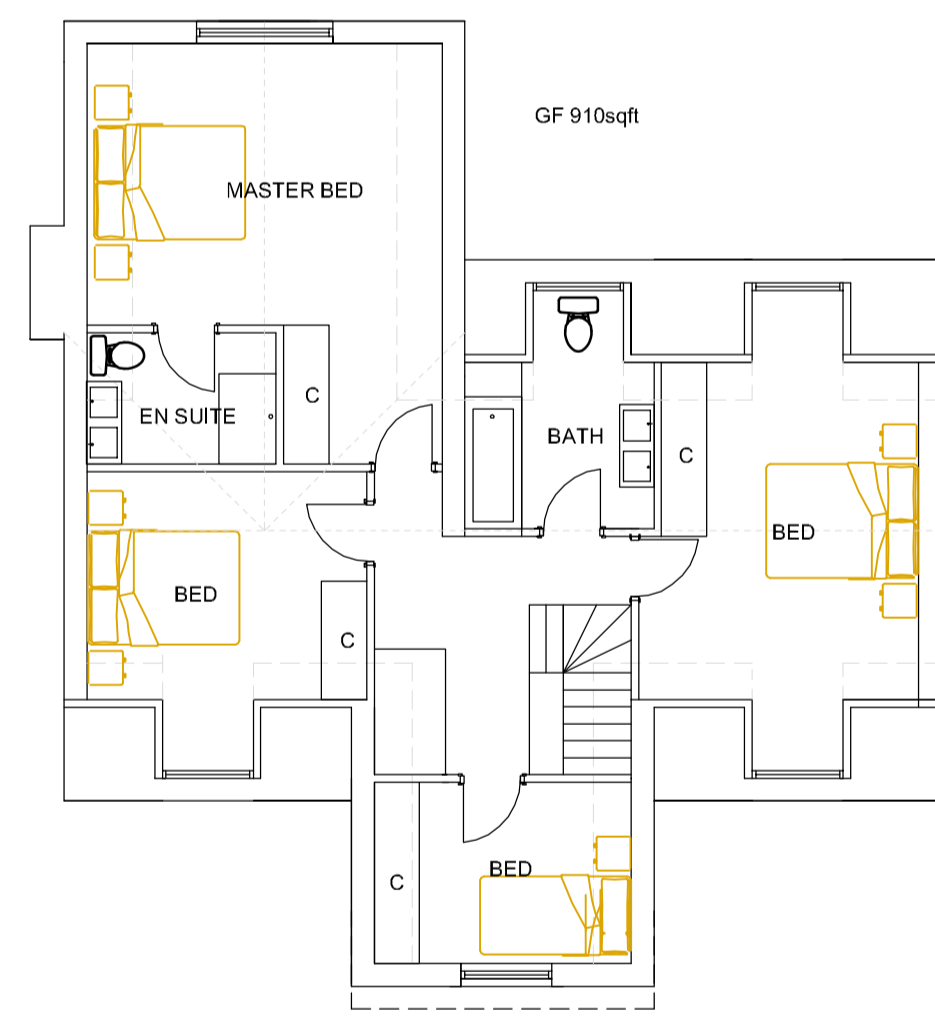 GF 910sqft
MASTER BED
C
EN SUITE
BATH
C
BED
BED
C
BED
C